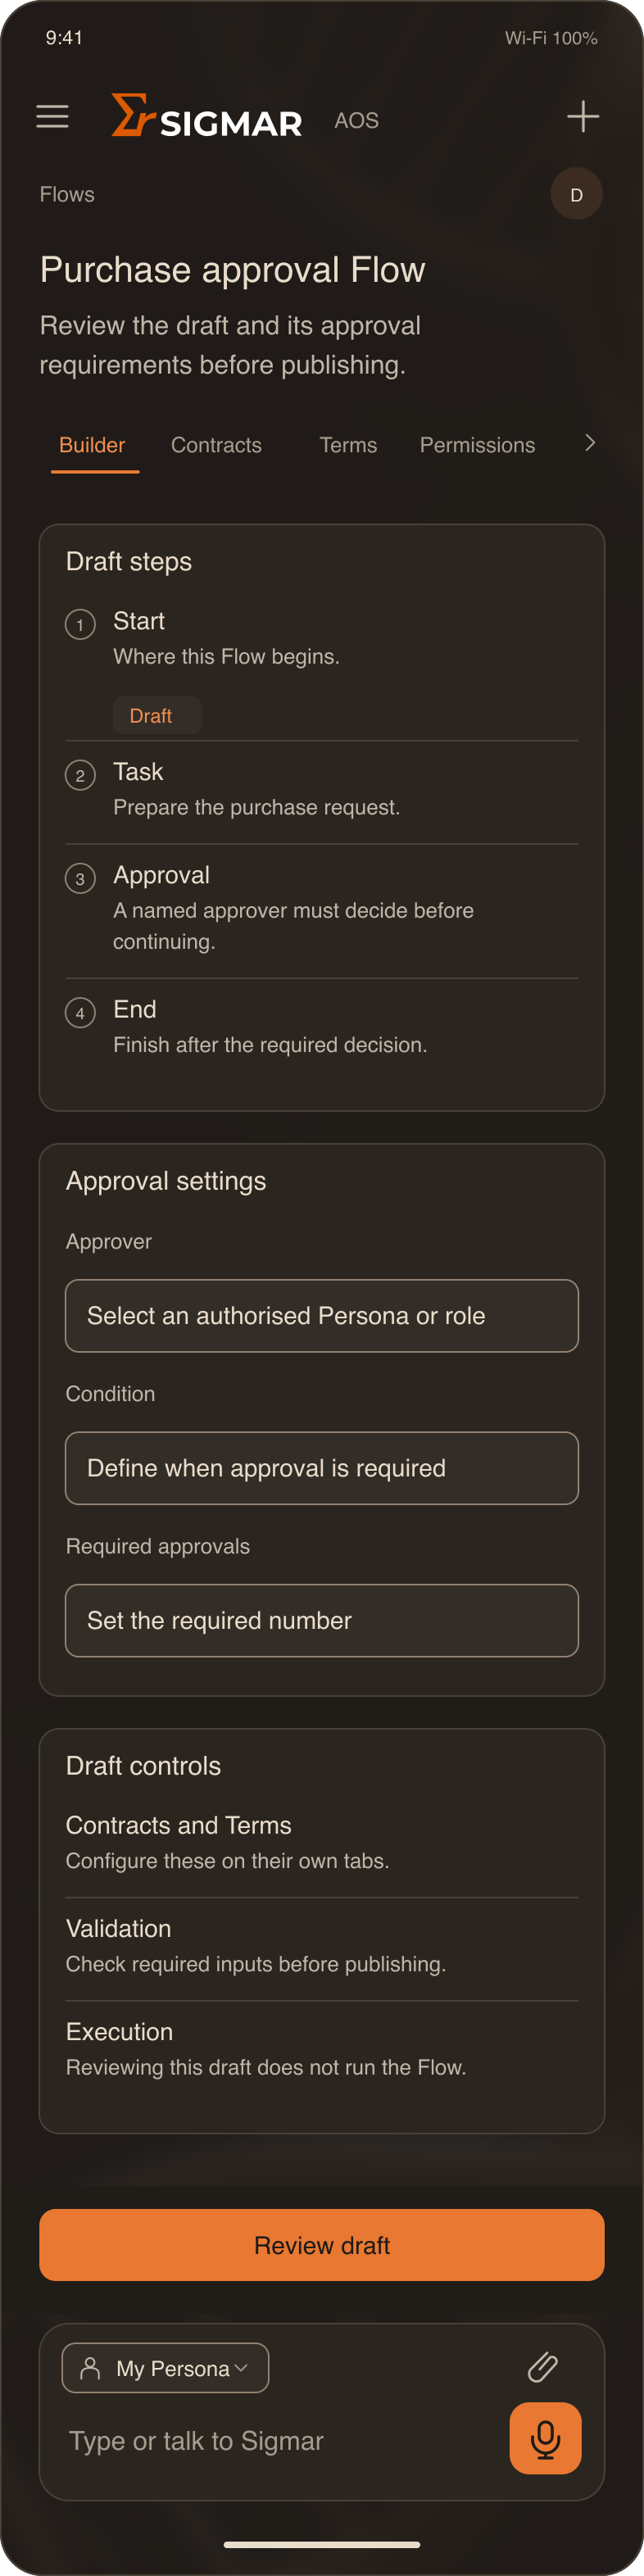 9:41
Wi-Fi 100%
Σr SIGMAR AOS
Flows
D
Purchase approval Flow
Review the draft and its approval
requirements before publishing.
Builder Contracts Terms Permissions
Draft steps
1 Start
Where this Flow begins.
Draft
2 Task
Prepare the purchase request.
3 Approval
A named approver must decide before
continuing.
4 End
Finish after the required decision.
Approval settings
Approver
Select an authorised Persona or role
Condition
Define when approval is required
Required approvals
Set the required number
Draft controls
Contracts and Terms
Configure these on their own tabs.
Validation
Check required inputs before publishing.
Execution
Reviewing this draft does not run the Flow.
Review draft
My Persona
Type or talk to Sigmar